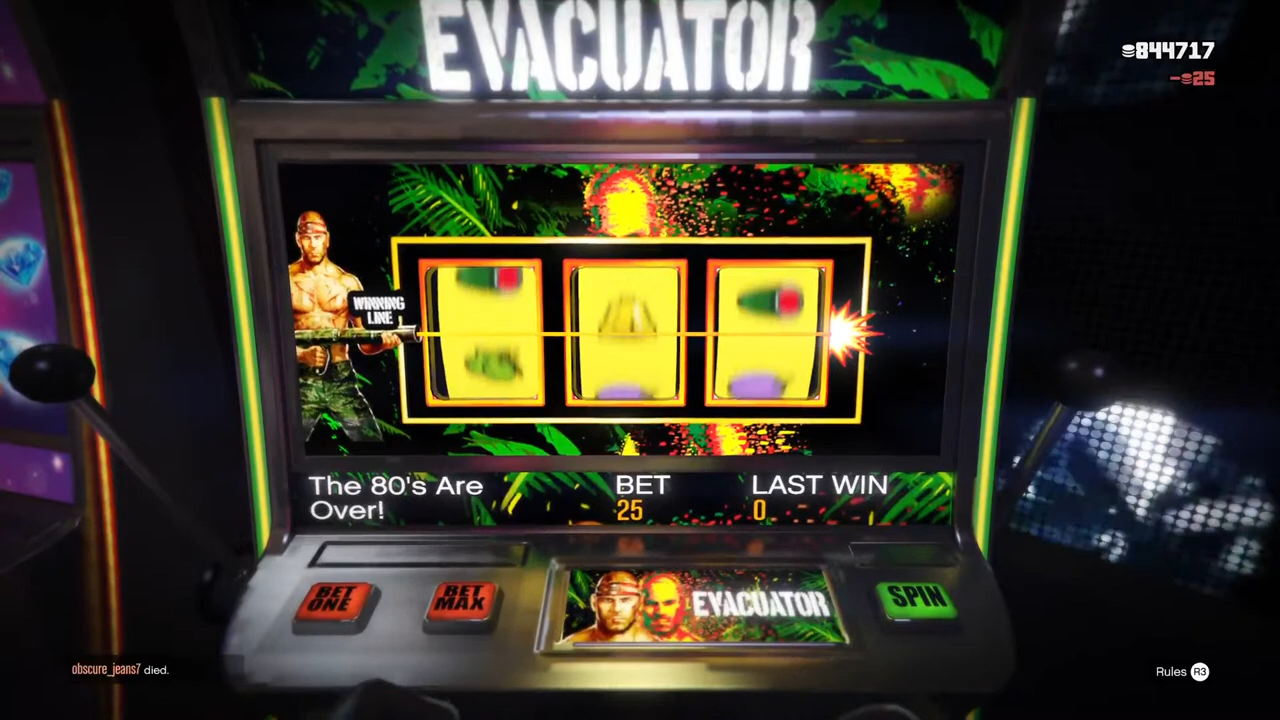 EVACUATOR
844717
-25
WINNING
LINE
The 80's Are
Over!
BET
25
LAST WIN
0
BET
ONE
BET
MAX
EVACUATOR
SPIN
obscure_jeans7 died.
Rules R3